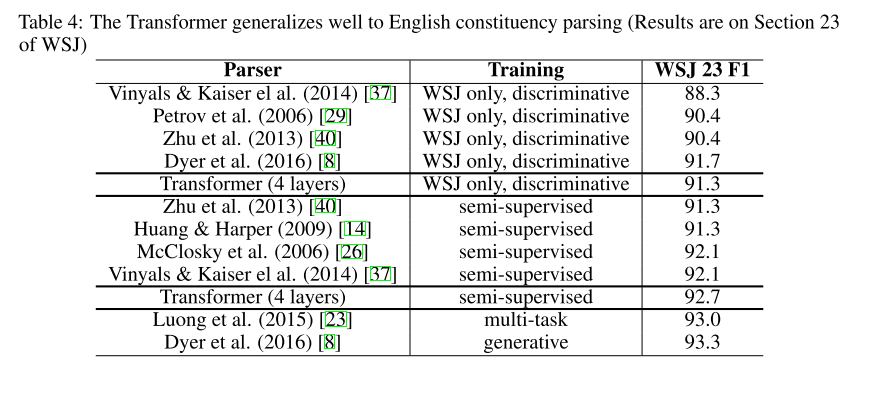 Table 4: The Transformer generalizes well to English constituency parsing (Results are on Section 23
of WSJ)
Parser Training WSJ 23 F1
Vinyals & Kaiser el al. (2014) [37] WSJ only, discriminative 88.3
Petrov et al. (2006) [29] WSJ only, discriminative 90.4
Zhu et al. (2013) [40] WSJ only, discriminative 90.4
Dyer et al. (2016) [8] WSJ only, discriminative 91.7
Transformer (4 layers) WSJ only, discriminative 91.3
Zhu et al. (2013) [40] semi-supervised 91.3
Huang & Harper (2009) [14] semi-supervised 91.3
McClosky et al. (2006) [26] semi-supervised 92.1
Vinyals & Kaiser el al. (2014) [37] semi-supervised 92.1
Transformer (4 layers) semi-supervised 92.7
Luong et al. (2015) [23] multi-task 93.0
Dyer et al. (2016) [8] generative 93.3